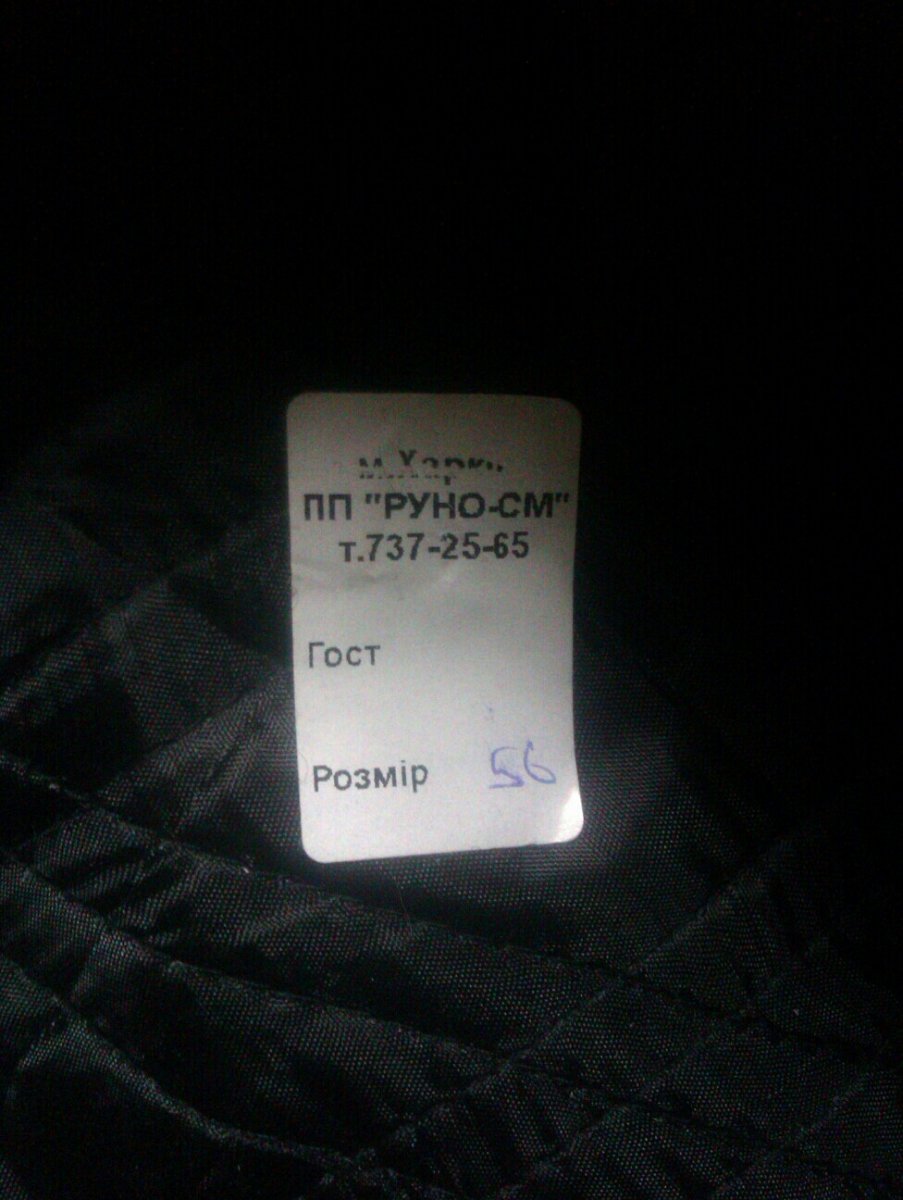 ПП "РУНО-СМ"
т.737-25-65
Гост
Розмір 56